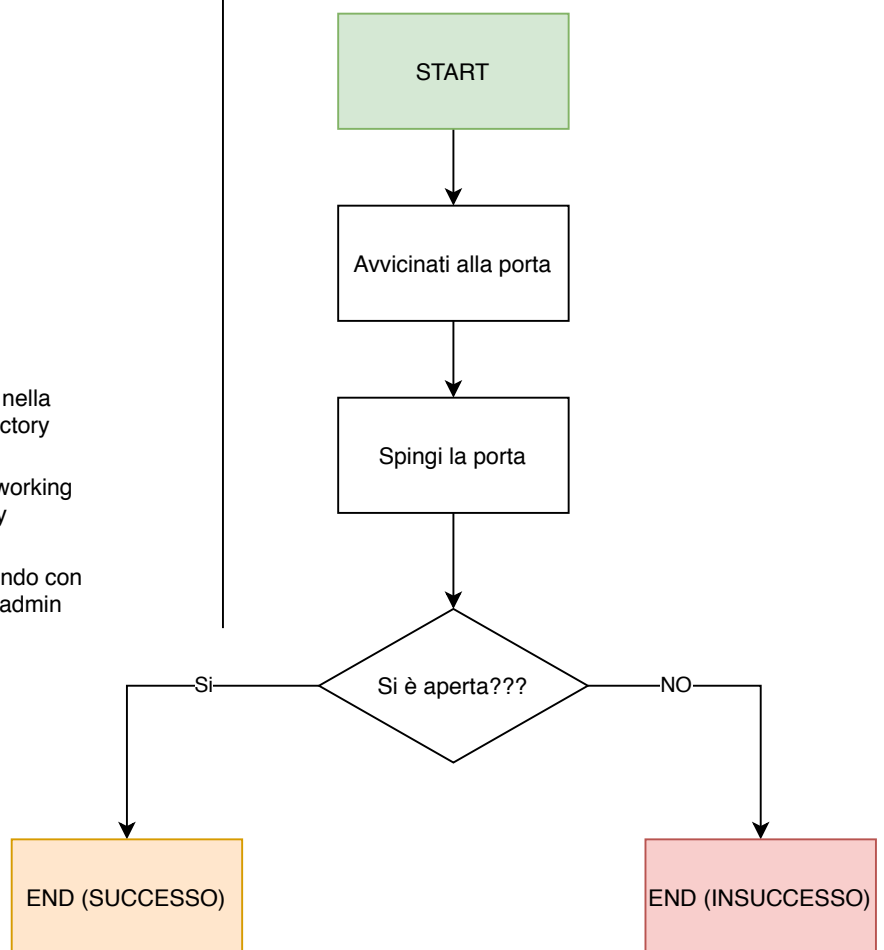 START
Avvicinati alla porta
nella
ctory
Spingi la porta
working
ndo con
admin
Si è aperta???
Si
NO
END (SUCCESSO)
END (INSUCCESSO)